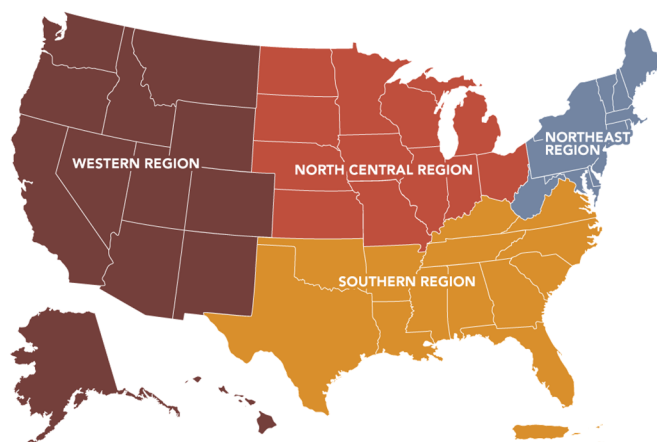 NORTHEAST
REGION
WESTERN REGION
NORTH CENTRAL REGION
SOUTHERN REGION